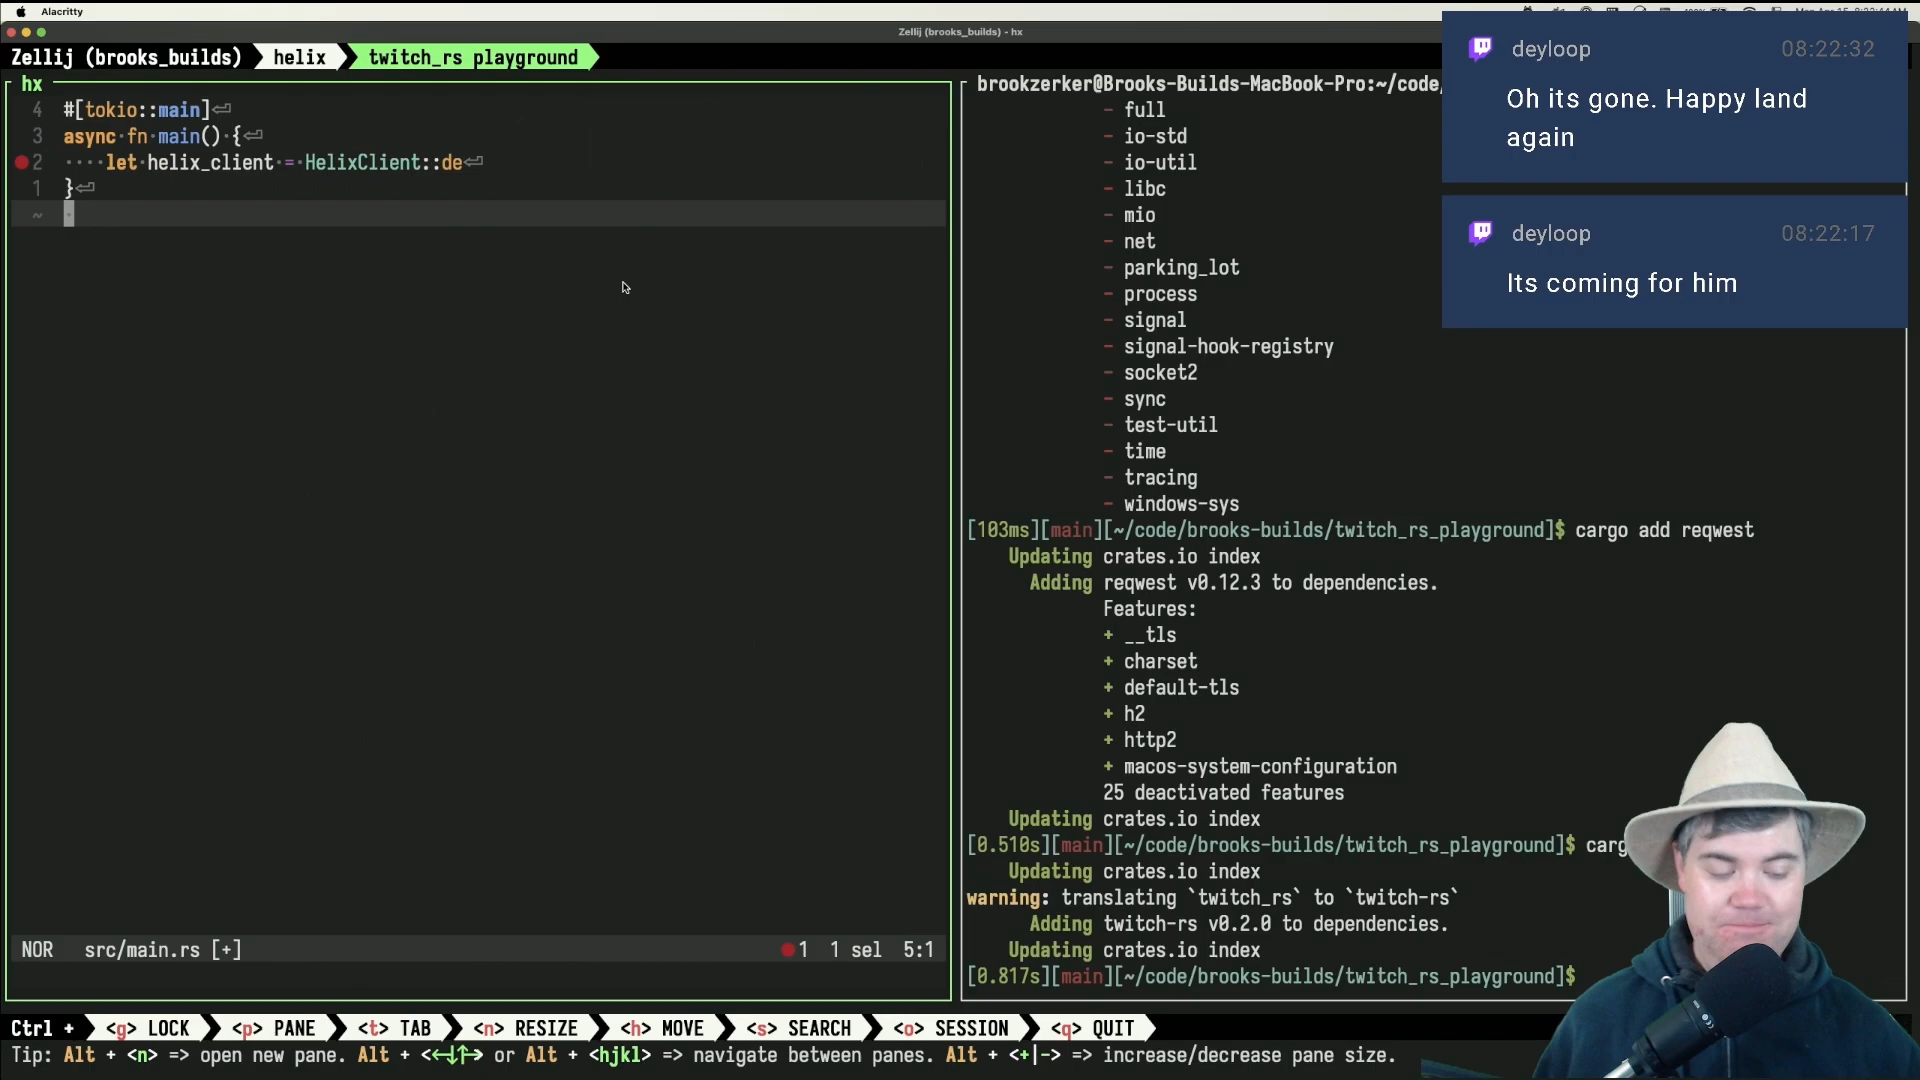 Alacritty
Zellij (brooks_builds) - hx
Zellij (brooks_builds) helix twitch_rs playground
hx
4 #[tokio::main]⏎
3 async·fn·main()·{⏎
2 ····let·helix_client·=·HelixClient::de⏎
1 }⏎
~
NOR src/main.rs [+] 1 1 sel 5:1
brookzerker@Brooks-Builds-MacBook-Pro:~/code/
- full
- io-std
- io-util
- libc
- mio
- net
- parking_lot
- process
- signal
- signal-hook-registry
- socket2
- sync
- test-util
- time
- tracing
- windows-sys
[103ms][main][~/code/brooks-builds/twitch_rs_playground]$ cargo add reqwest
Updating crates.io index
Adding reqwest v0.12.3 to dependencies.
Features:
+ __tls
+ charset
+ default-tls
+ h2
+ http2
+ macos-system-configuration
25 deactivated features
Updating crates.io index
[0.510s][main][~/code/brooks-builds/twitch_rs_playground]$ carg
Updating crates.io index
warning: translating `twitch_rs` to `twitch-rs`
Adding twitch-rs v0.2.0 to dependencies.
Updating crates.io index
[0.817s][main][~/code/brooks-builds/twitch_rs_playground]$
deyloop 08:22:32
Oh its gone. Happy land
again
deyloop 08:22:17
Its coming for him
Ctrl + <g> LOCK <p> PANE <t> TAB <n> RESIZE <h> MOVE <s> SEARCH <o> SESSION <q> QUIT
Tip: Alt + <n> => open new pane. Alt + <←↓↑→> or Alt + <hjkl> => navigate between panes. Alt + <+|-> => increase/decrease pane size.